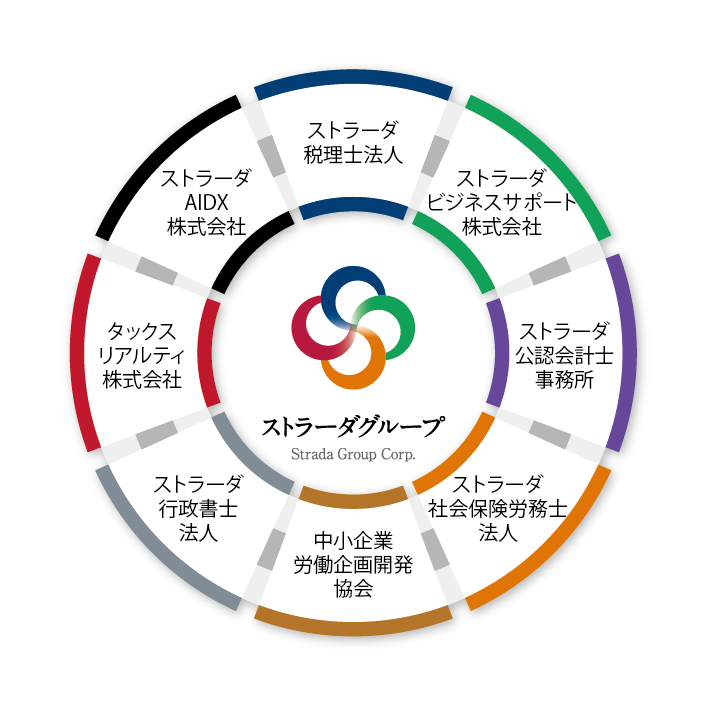 ストラーダ
税理士法人
ストラーダ
ビジネスサポート
株式会社
ストラーダ
公認会計士
事務所
ストラーダ
社会保険労務士
法人
中小企業
労働企画開発
協会
ストラーダ
行政書士
法人
タックス
リアルティ
株式会社
ストラーダ
AIDX
株式会社
ストラーダグループ
Strada Group Corp.